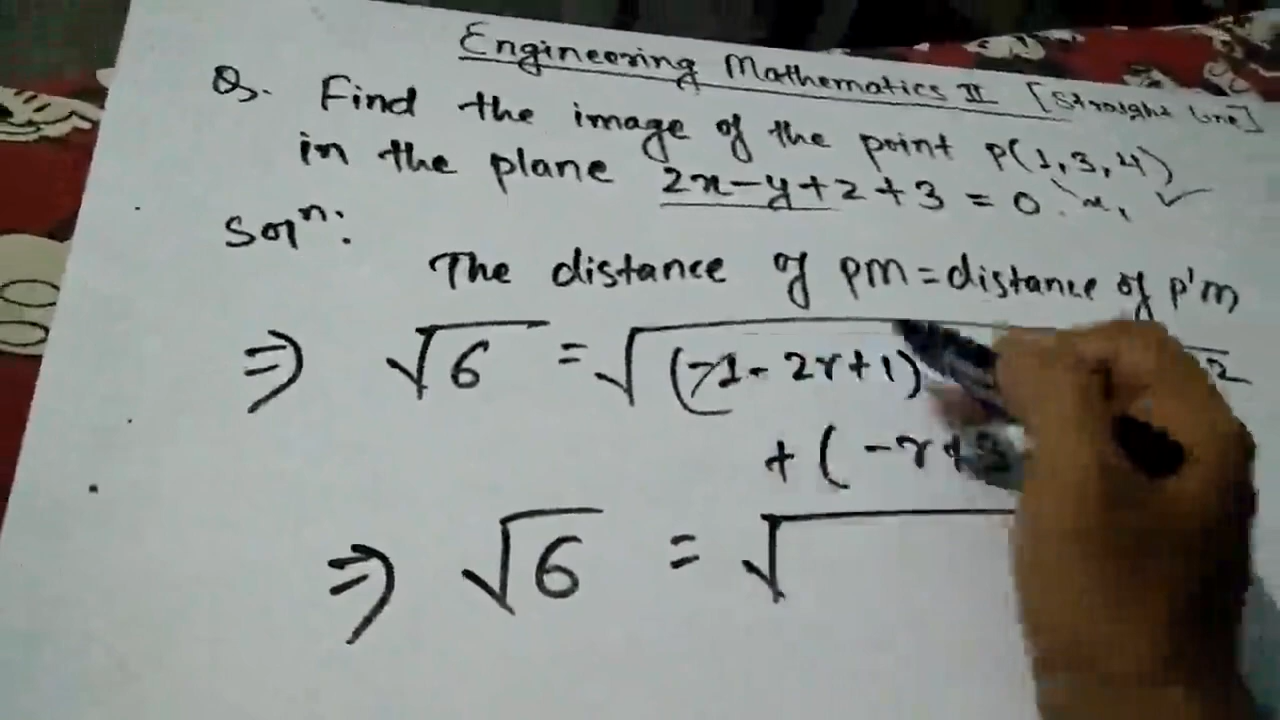 Engineering Mathematics II [Straight Line]
Q. Find the image of the point P(1,3,4)
in the plane 2x-y+z+3 = 0.
Solⁿ:
The distance of PM = distance of P'M
⇒ √6 = √(-1-2r+1)
+(-r+3
⇒ √6 = √